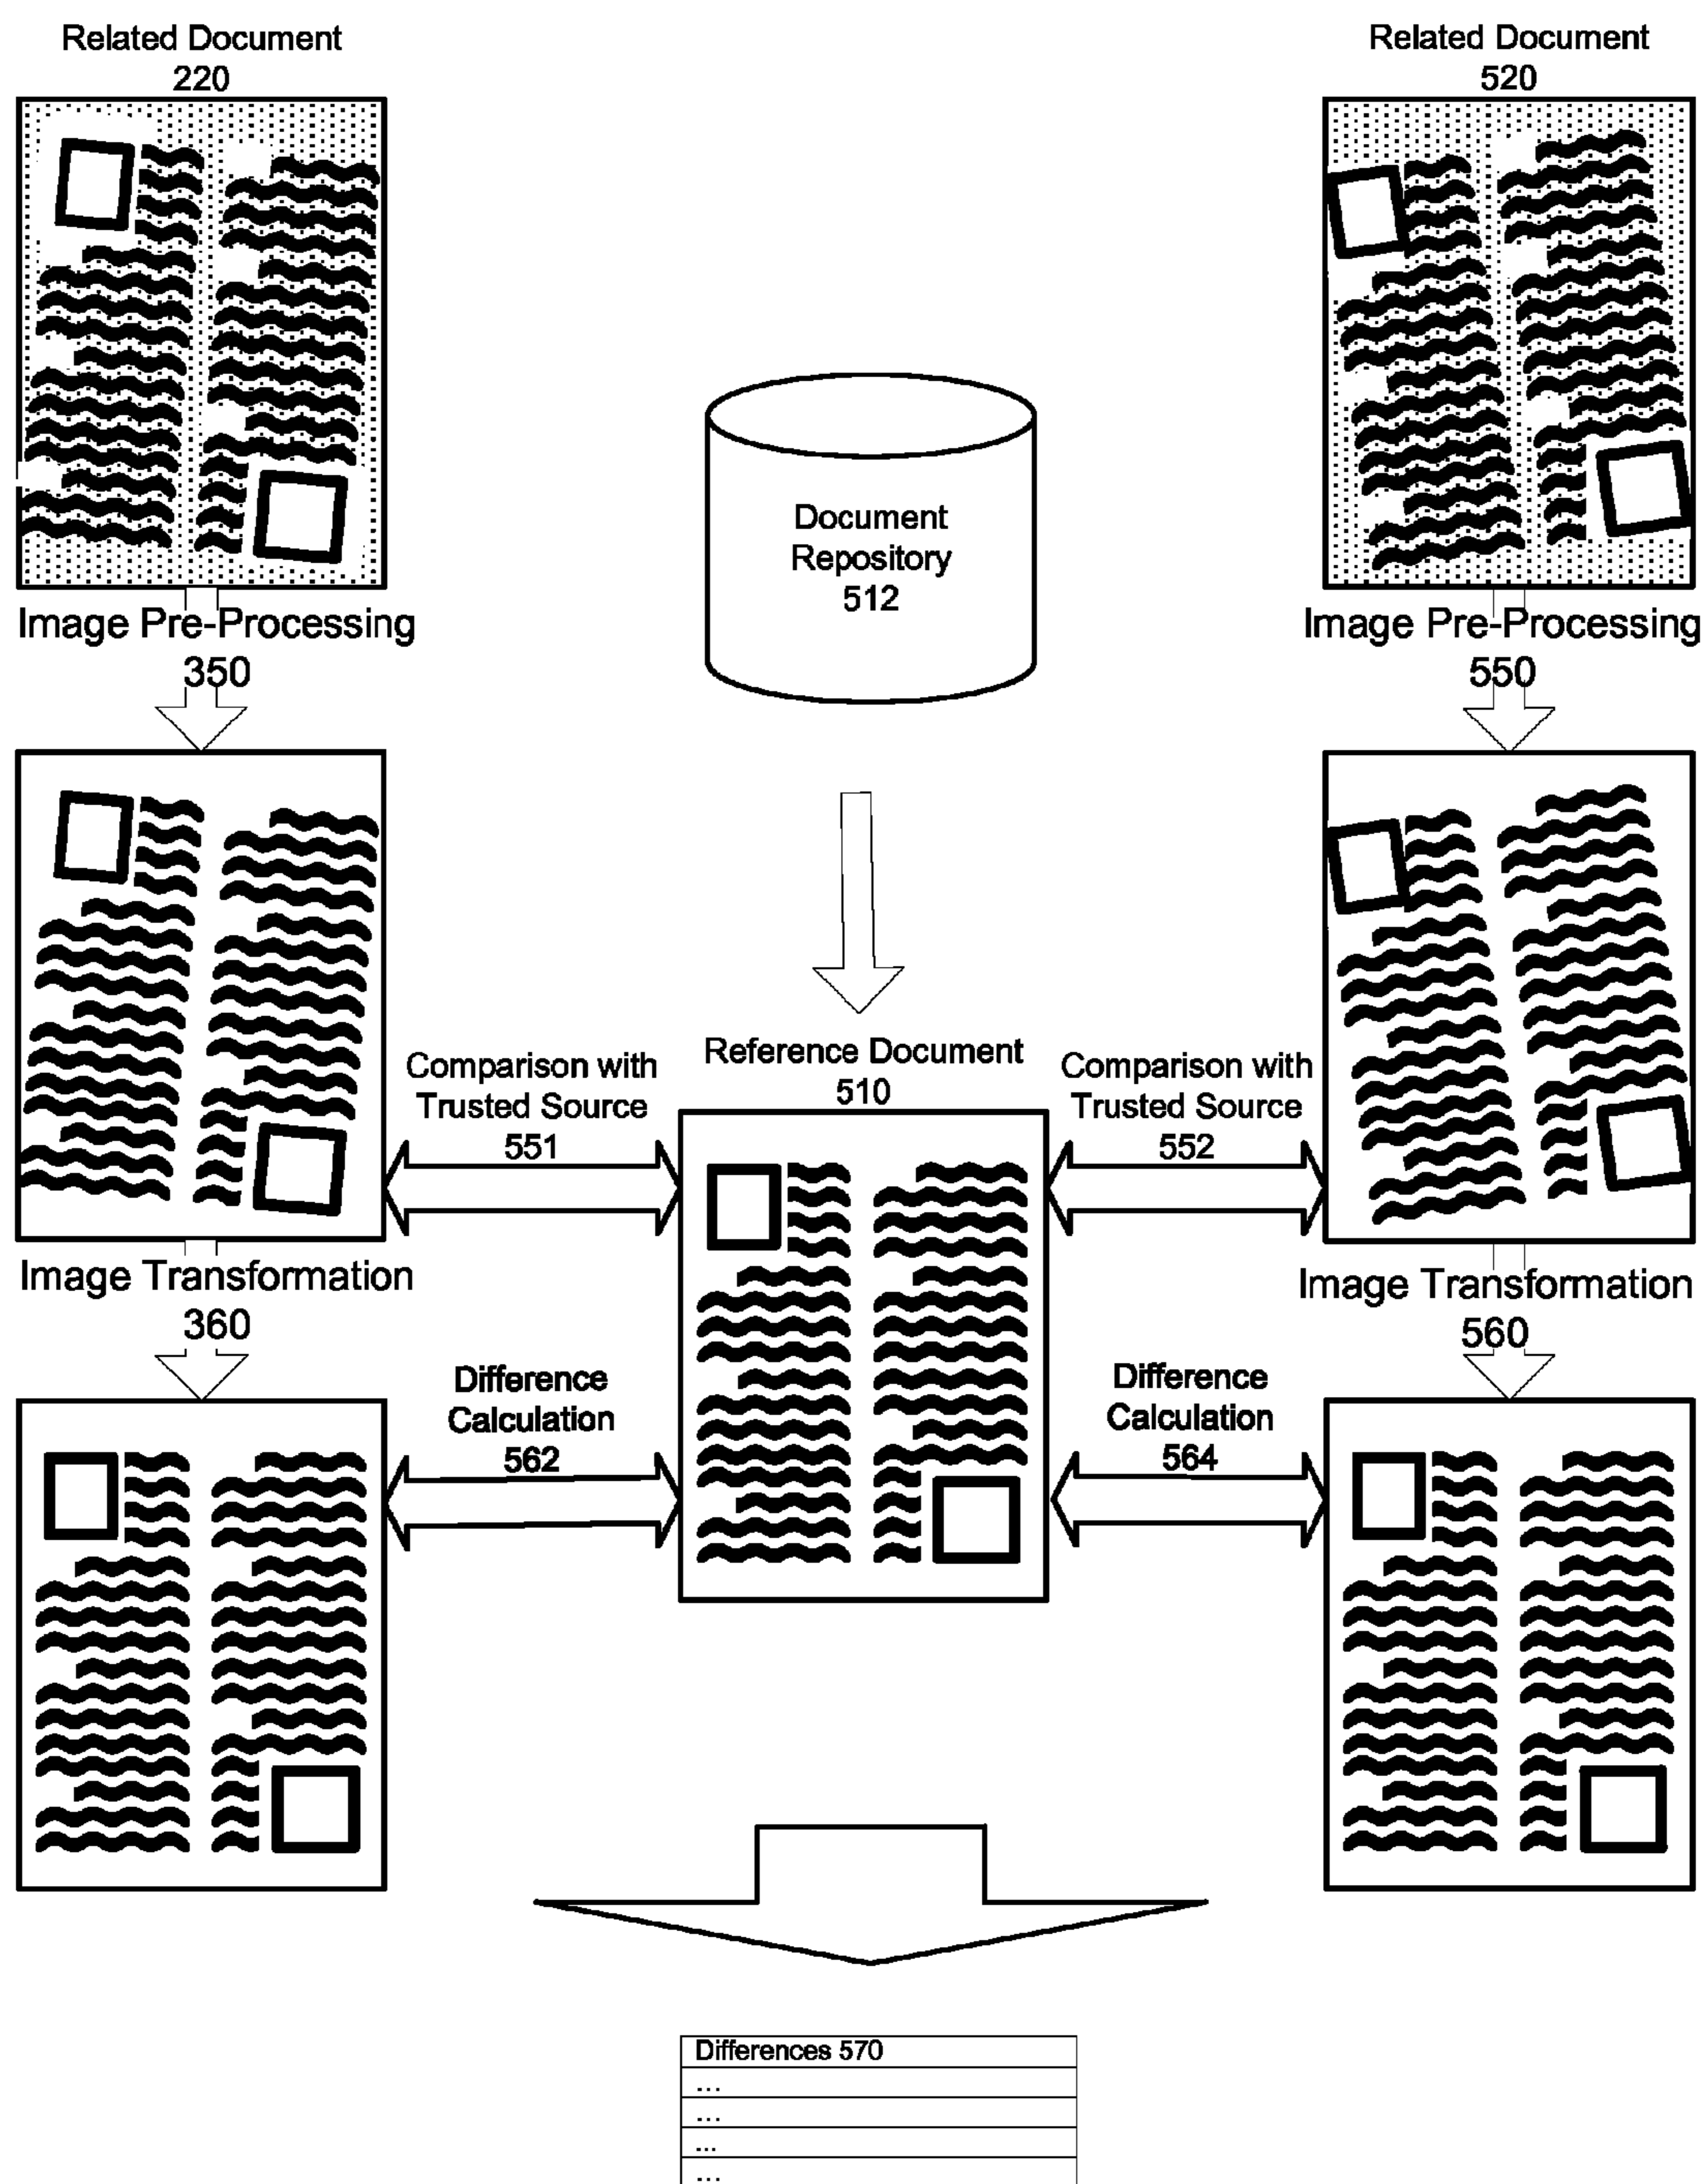 Related Document
220
Related Document
520
Document
Repository
512
Image Pre-Processing
350
Image Pre-Processing
550
Comparison with
Trusted Source
551
Reference Document
510
Comparison with
Trusted Source
552
Image Transformation
360
Image Transformation
560
Difference
Calculation
562
Difference
Calculation
564
Differences 570
...
...
...
...